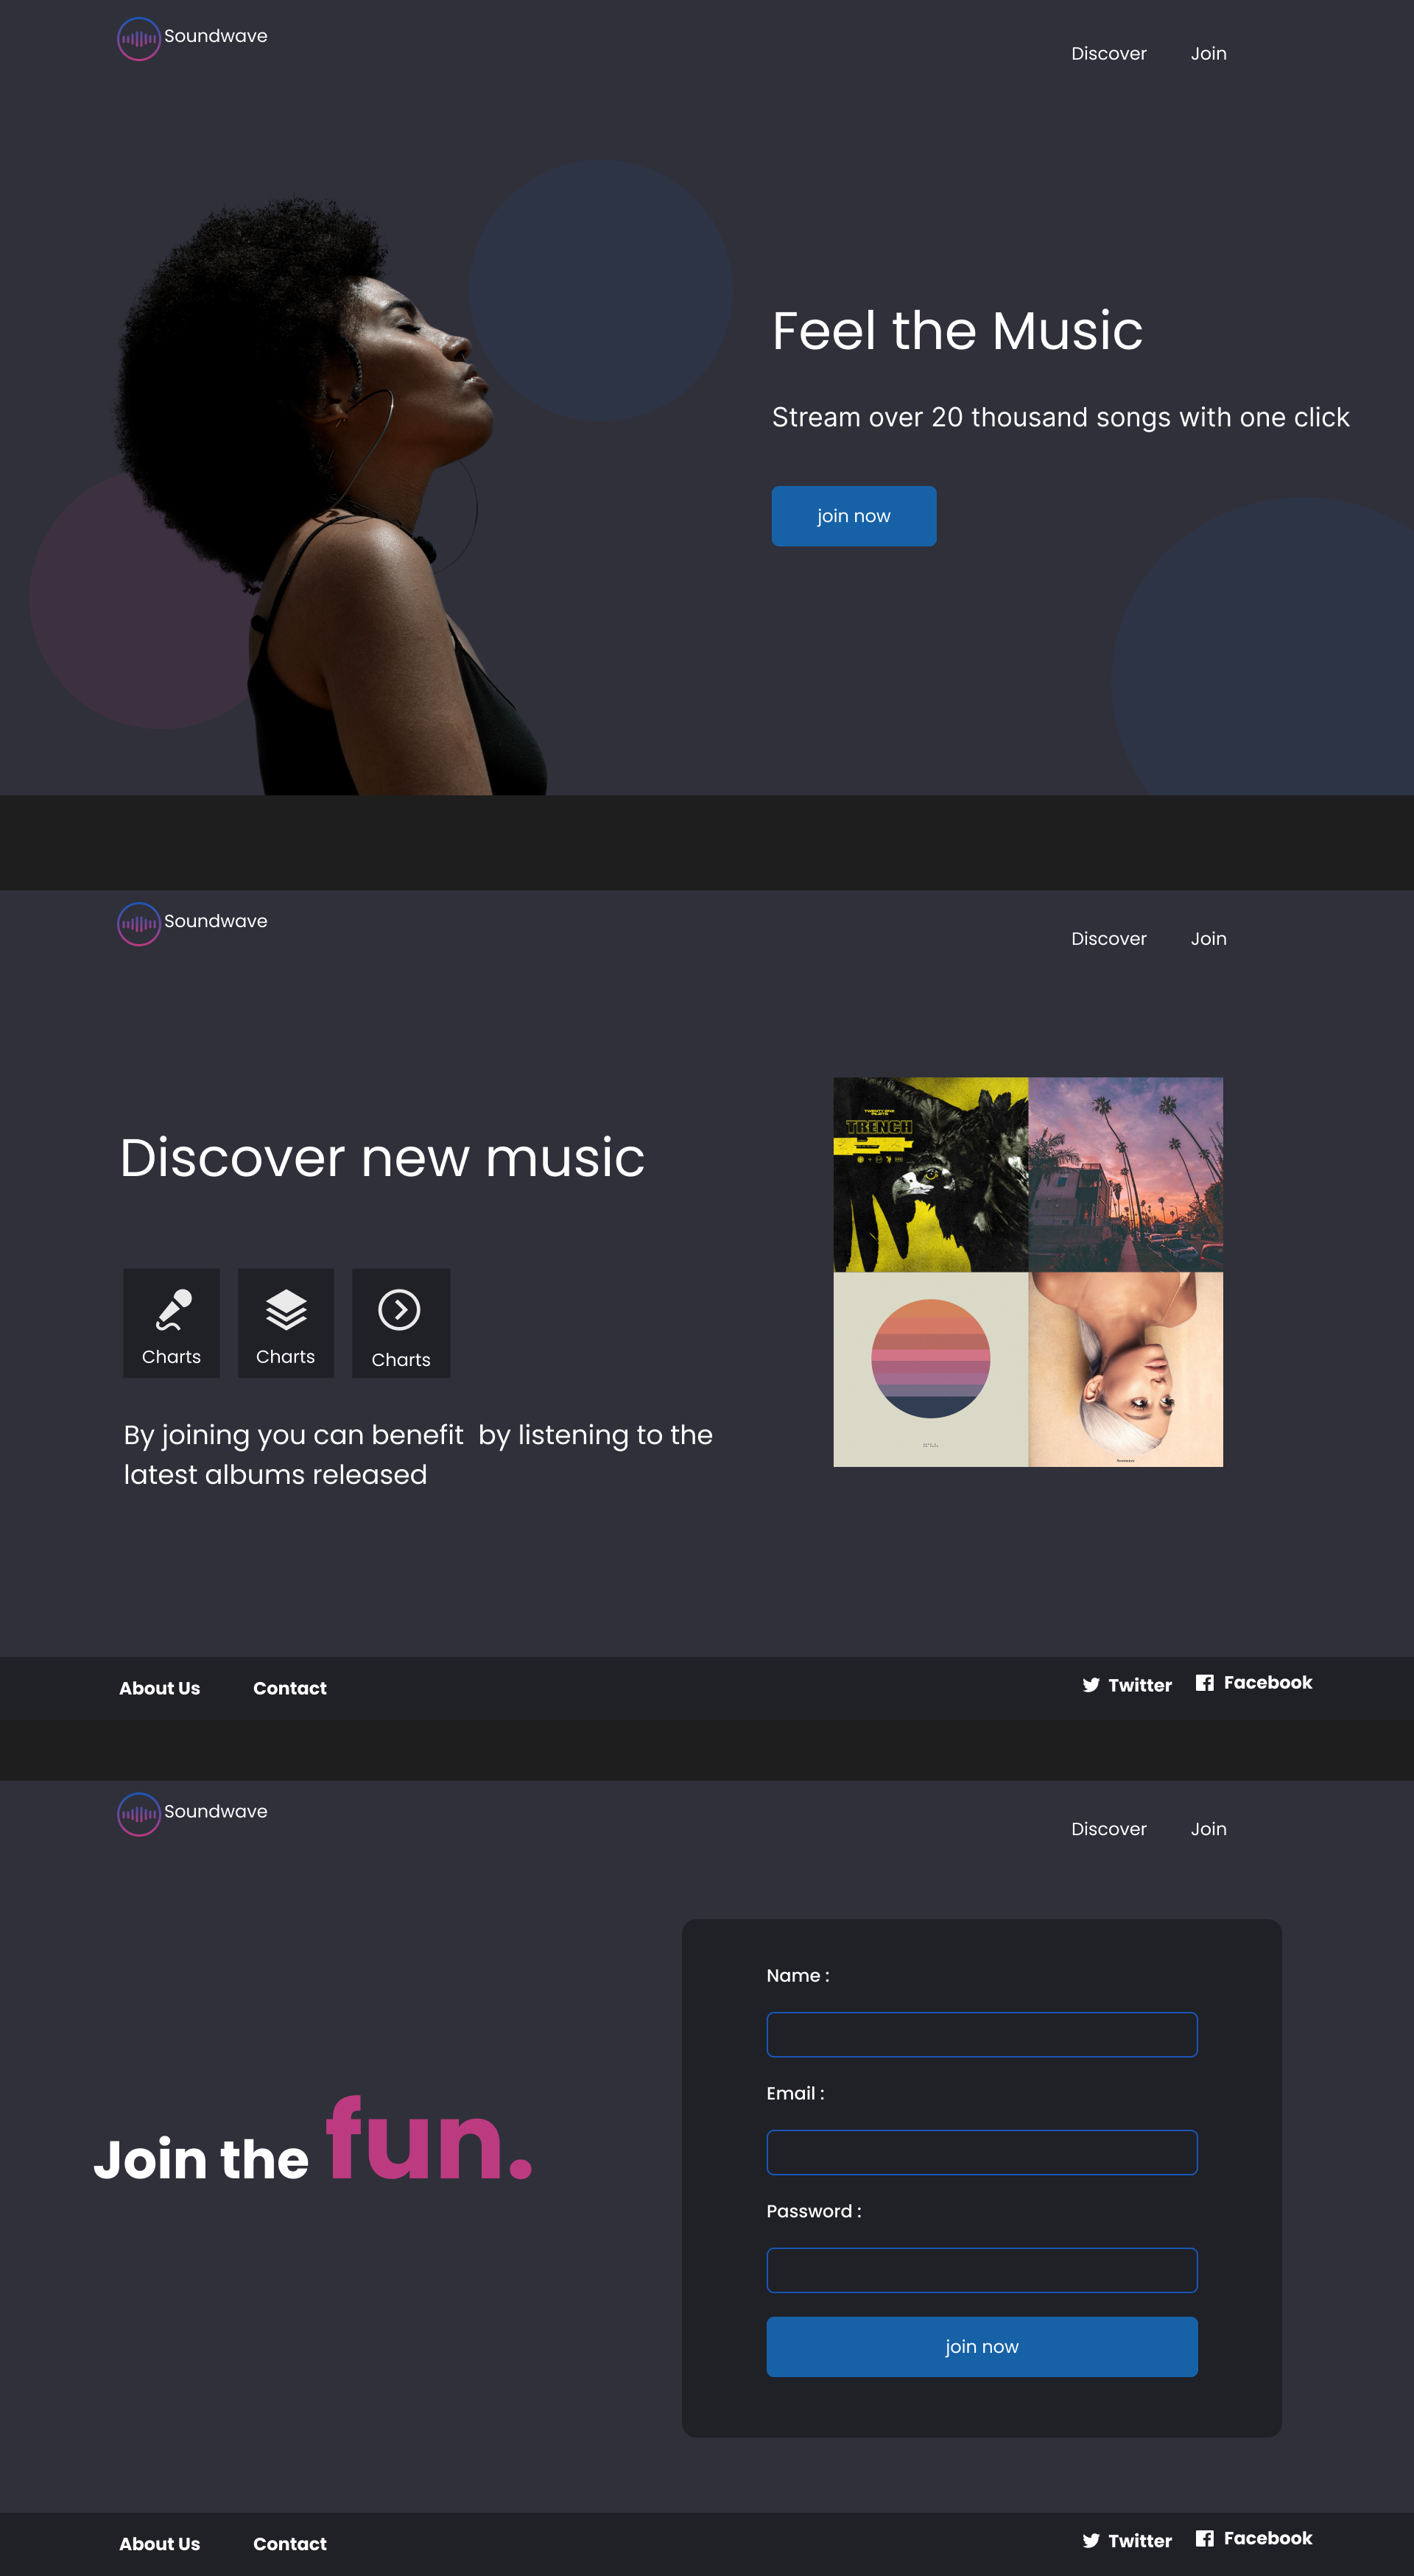 Soundwave
Discover Join
Feel the Music
Stream over 20 thousand songs with one click
join now
Soundwave
Discover Join
Discover new music
TWENTY ONE
PILOTS
TRENCH
Charts Charts Charts
By joining you can benefit  by listening to the
latest albums released
About Us Contact Twitter Facebook
Soundwave
Discover Join
Name :
Email :
Join the fun.
Password :
join now
About Us Contact Twitter Facebook